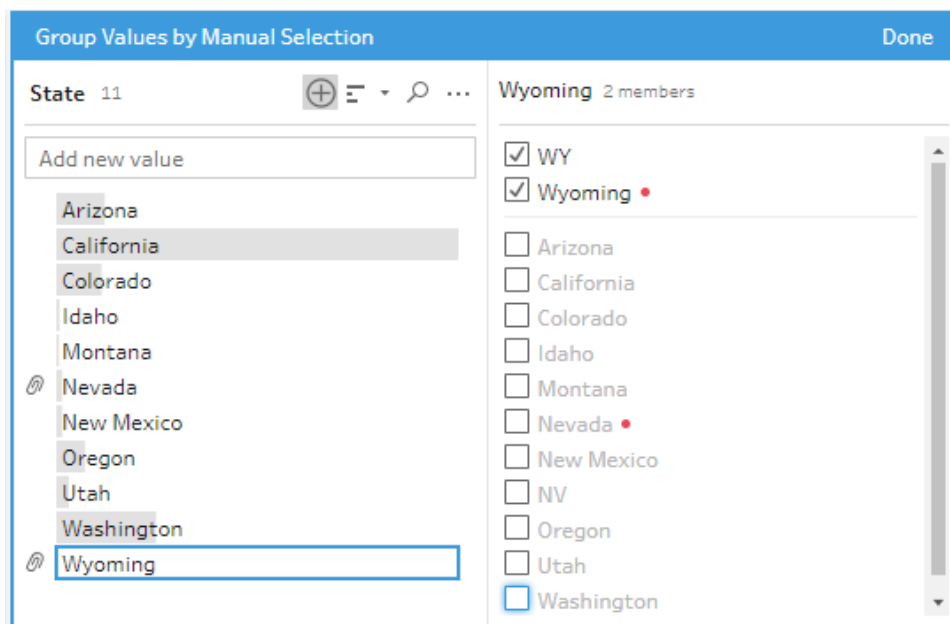 Group Values by Manual Selection Done
State 11
Add new value
Arizona
California
Colorado
Idaho
Montana
Nevada
New Mexico
Oregon
Utah
Washington
Wyoming
Wyoming 2 members
WY
Wyoming
Arizona
California
Colorado
Idaho
Montana
Nevada
New Mexico
NV
Oregon
Utah
Washington